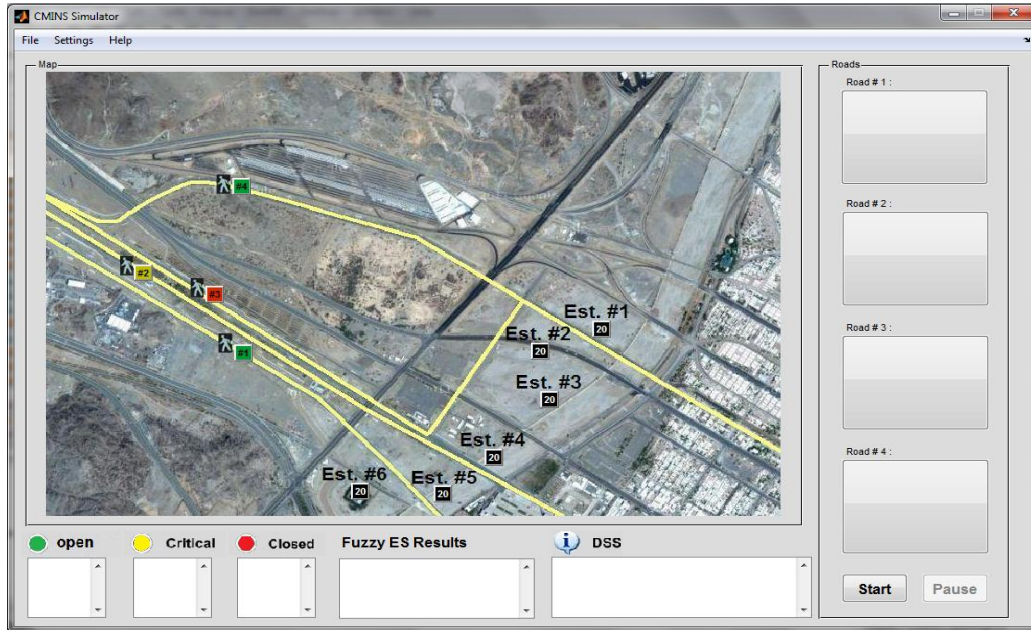 CMINS Simulator
File Settings Help
Map
#4
#2
#3
#1
Est. #1
20
Est. #2
20
Est. #3
20
Est. #4
20
Est. #5
20
Est. #6
20
Roads
Road # 1 :
Road # 2 :
Road # 3 :
Road # 4 :
Start Pause
open Critical Closed Fuzzy ES Results i DSS